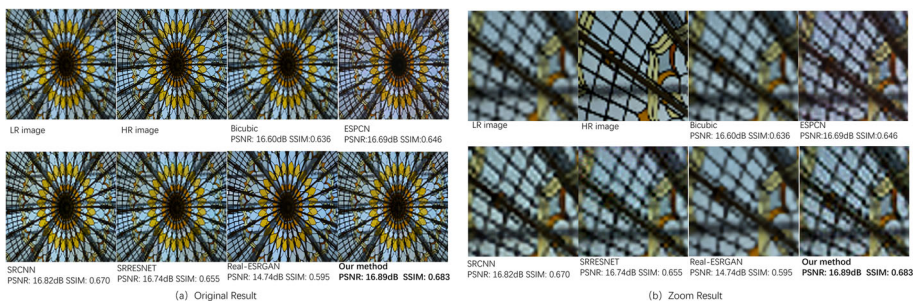 LR image
HR image
Bicubic
PSNR: 16.60dB SSIM:0.636
ESPCN
PSNR:16.69dB SSIM:0.646
SRCNN
PSNR: 16.82dB SSIM: 0.670
SRRESNET
PSNR: 16.74dB SSIM: 0.655
Real-ESRGAN
PSNR: 14.74dB SSIM: 0.595
Our method
PSNR: 16.89dB SSIM: 0.683
(a) Original Result
LR image
HR image
Bicubic
PSNR: 16.60dB SSIM:0.636
ESPCN
PSNR:16.69dB SSIM:0.646
SRCNN
PSNR: 16.82dB SSIM: 0.670
SRRESNET
PSNR: 16.74dB SSIM: 0.655
Real-ESRGAN
PSNR: 14.74dB SSIM: 0.595
Our method
PSNR: 16.89dB SSIM: 0.683
(b) Zoom Result